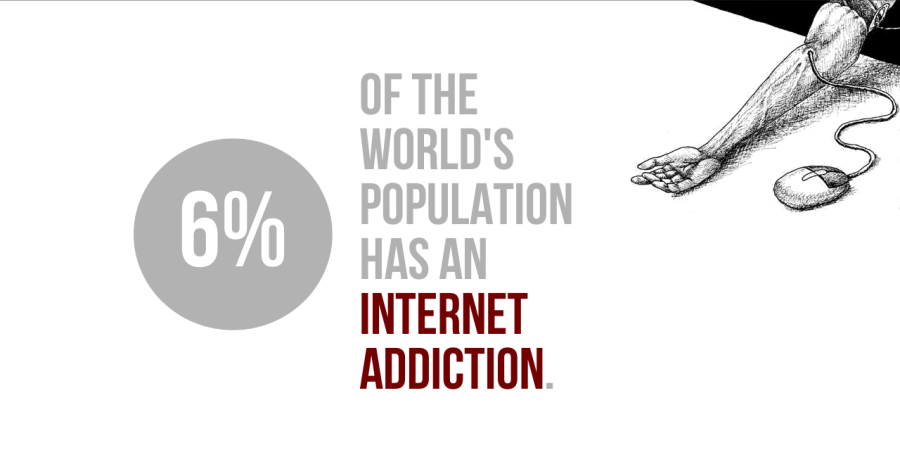 6%
OF THE
WORLD'S
POPULATION
HAS AN
INTERNET
ADDICTION.